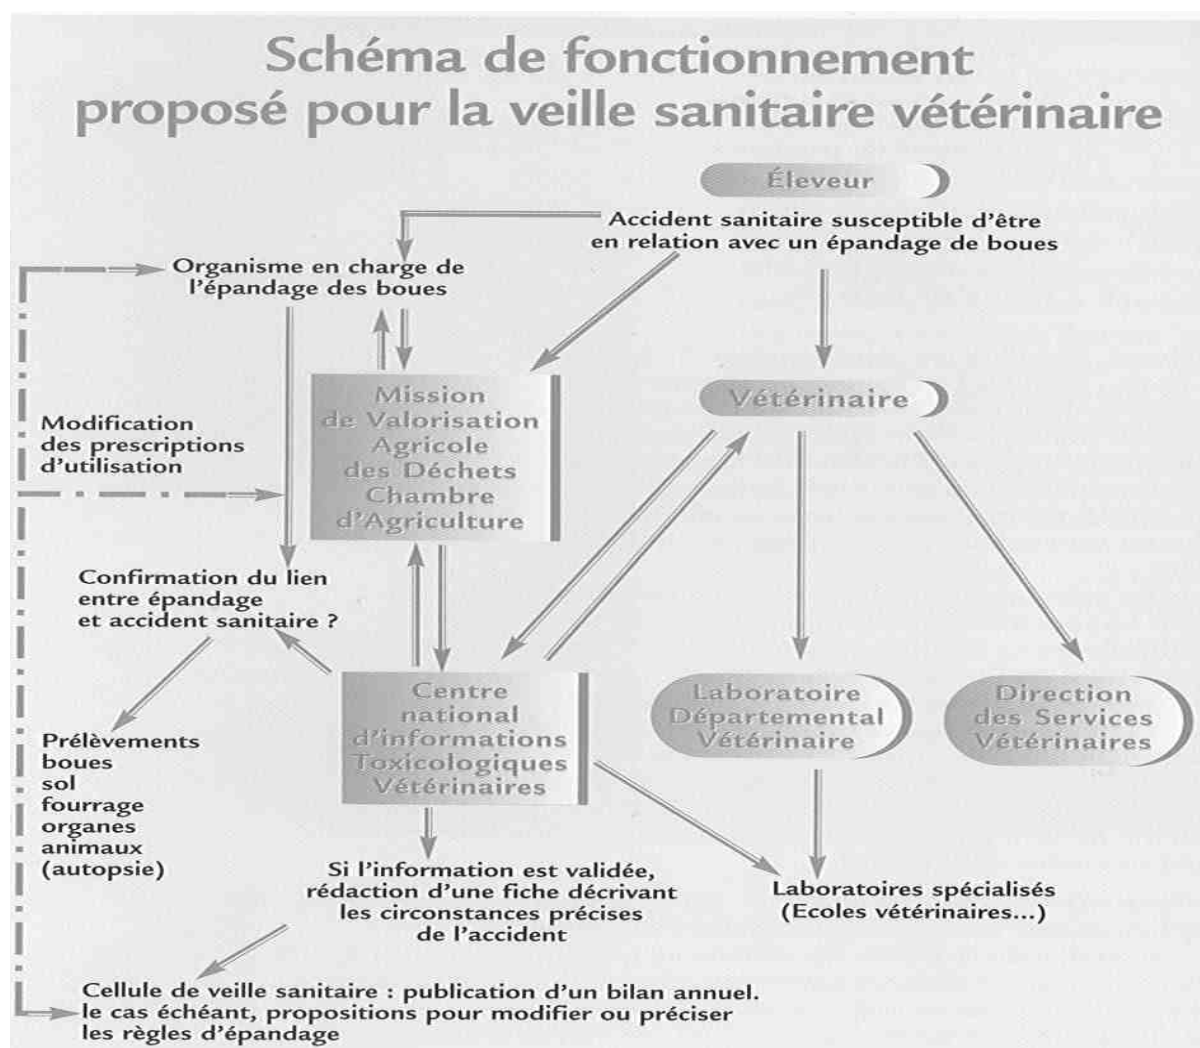 Schéma de fonctionnement
proposé pour la veille sanitaire vétérinaire
Éleveur
Accident sanitaire susceptible d'être
en relation avec un épandage de boues
Organisme en charge de
l'épandage des boues
Mission
de Valorisation
Agricole
des Déchets
Chambre
d'Agriculture
Vétérinaire
Modification
des prescriptions
d'utilisation
Confirmation du lien
entre épandage
et accident sanitaire ?
Centre
national
d'informations
Toxicologiques
Vétérinaires
Laboratoire
Départemental
Vétérinaire
Direction
des Services
Vétérinaires
Prélèvements
boues
sol
fourrage
organes
animaux
(autopsie)
Si l'information est validée,
rédaction d'une fiche décrivant
les circonstances précises
de l'accident
Laboratoires spécialisés
(Ecoles vétérinaires...)
Cellule de veille sanitaire : publication d'un bilan annuel.
le cas échéant, propositions pour modifier ou préciser
les règles d'épandage